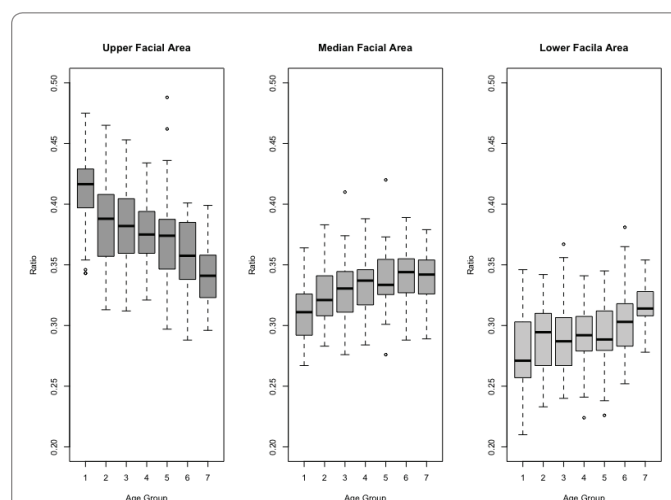 Upper Facial Area
Median Facial Area
Lower Facila Area
0.50
0.45
0.40
0.35
0.30
0.25
0.20
Ratio
1 2 3 4 5 6 7
Age Group
0.50
0.45
0.40
0.35
0.30
0.25
0.20
Ratio
1 2 3 4 5 6 7
Age Group
0.50
0.45
0.40
0.35
0.30
0.25
0.20
Ratio
1 2 3 4 5 6 7
Age Group